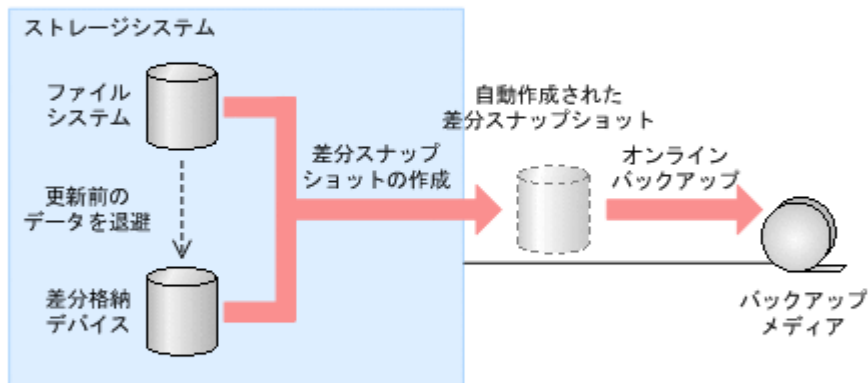 ストレージシステム
ファイル
システム
更新前の
データを退避
差分格納
デバイス
差分スナップ
ショットの作成
自動作成された
差分スナップショット
オンライン
バックアップ
バックアップ
メディア